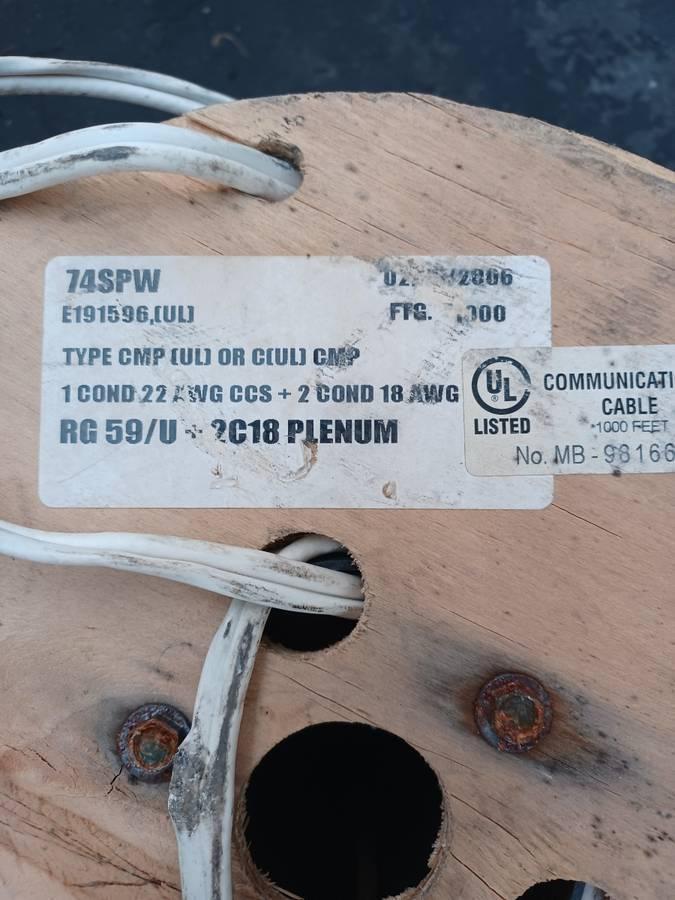 74SPW
E191596,(UL)
FTG.
TYPE CMP (UL) OR C(UL) CMP
1 COND 22 AWG CCS + 2 COND 18 AWG
RG 59/U + 2C18 PLENUM
UL
®
LISTED
COMMUNICATI
CABLE
1000 FEET
No. MB - 98166